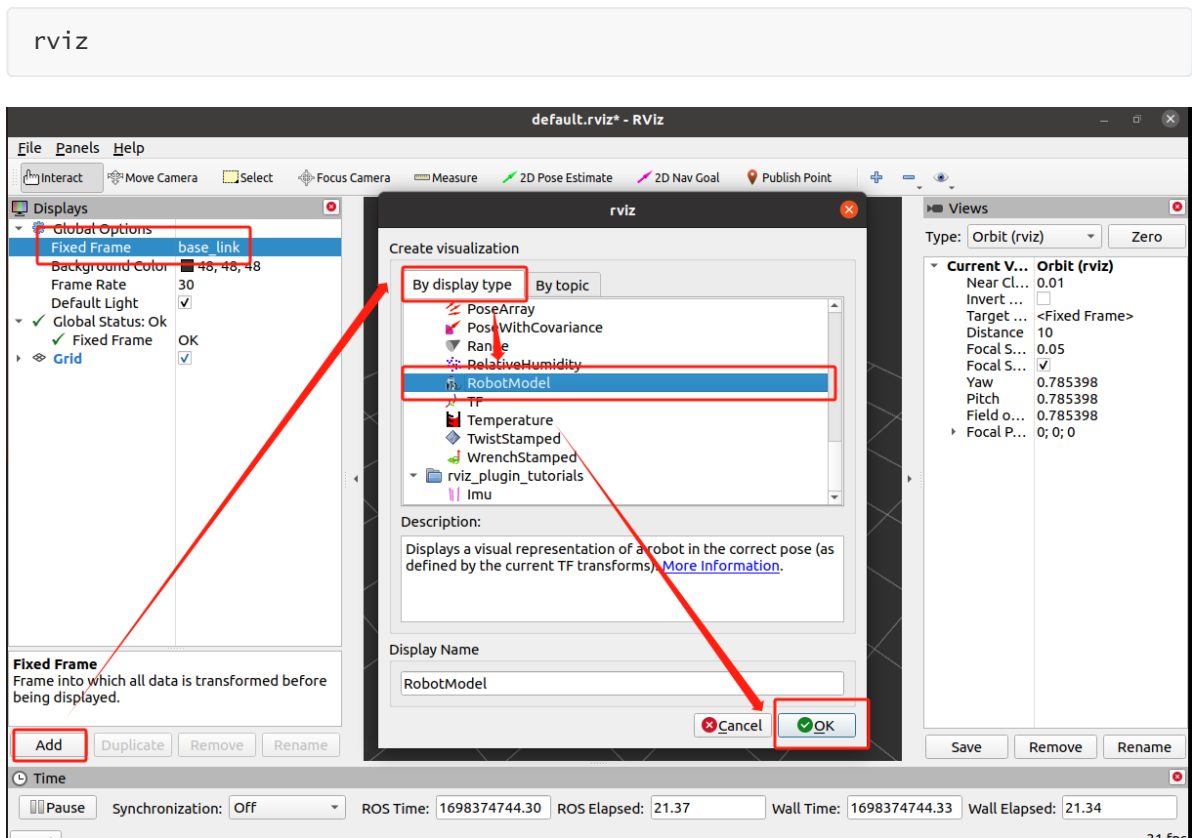 rviz
default.rviz* - RViz
File Panels Help
Interact Move Camera Select Focus Camera Measure 2D Pose Estimate 2D Nav Goal Publish Point
Displays
Global Options
Fixed Frame base_link
Background Color 48; 48; 48
Frame Rate 30
Default Light
Global Status: Ok
Fixed Frame OK
Grid
Fixed Frame
Frame into which all data is transformed before
being displayed.
Add Duplicate Remove Rename
rviz
Create visualization
By display type By topic
PoseArray
PoseWithCovariance
Range
RelativeHumidity
RobotModel
TF
Temperature
TwistStamped
WrenchStamped
rviz_plugin_tutorials
Imu
Description:
Displays a visual representation of a robot in the correct pose (as
defined by the current TF transforms). More Information.
Display Name
RobotModel
Cancel OK
Views
Type: Orbit (rviz) Zero
Current V... Orbit (rviz)
Near Cl... 0.01
Invert ...
Target ... <Fixed Frame>
Distance 10
Focal S... 0.05
Focal S...
Yaw 0.785398
Pitch 0.785398
Field o... 0.785398
Focal P... 0; 0; 0
Save Remove Rename
Time
Pause Synchronization: Off ROS Time: 1698374744.30 ROS Elapsed: 21.37 Wall Time: 1698374744.33 Wall Elapsed: 21.34